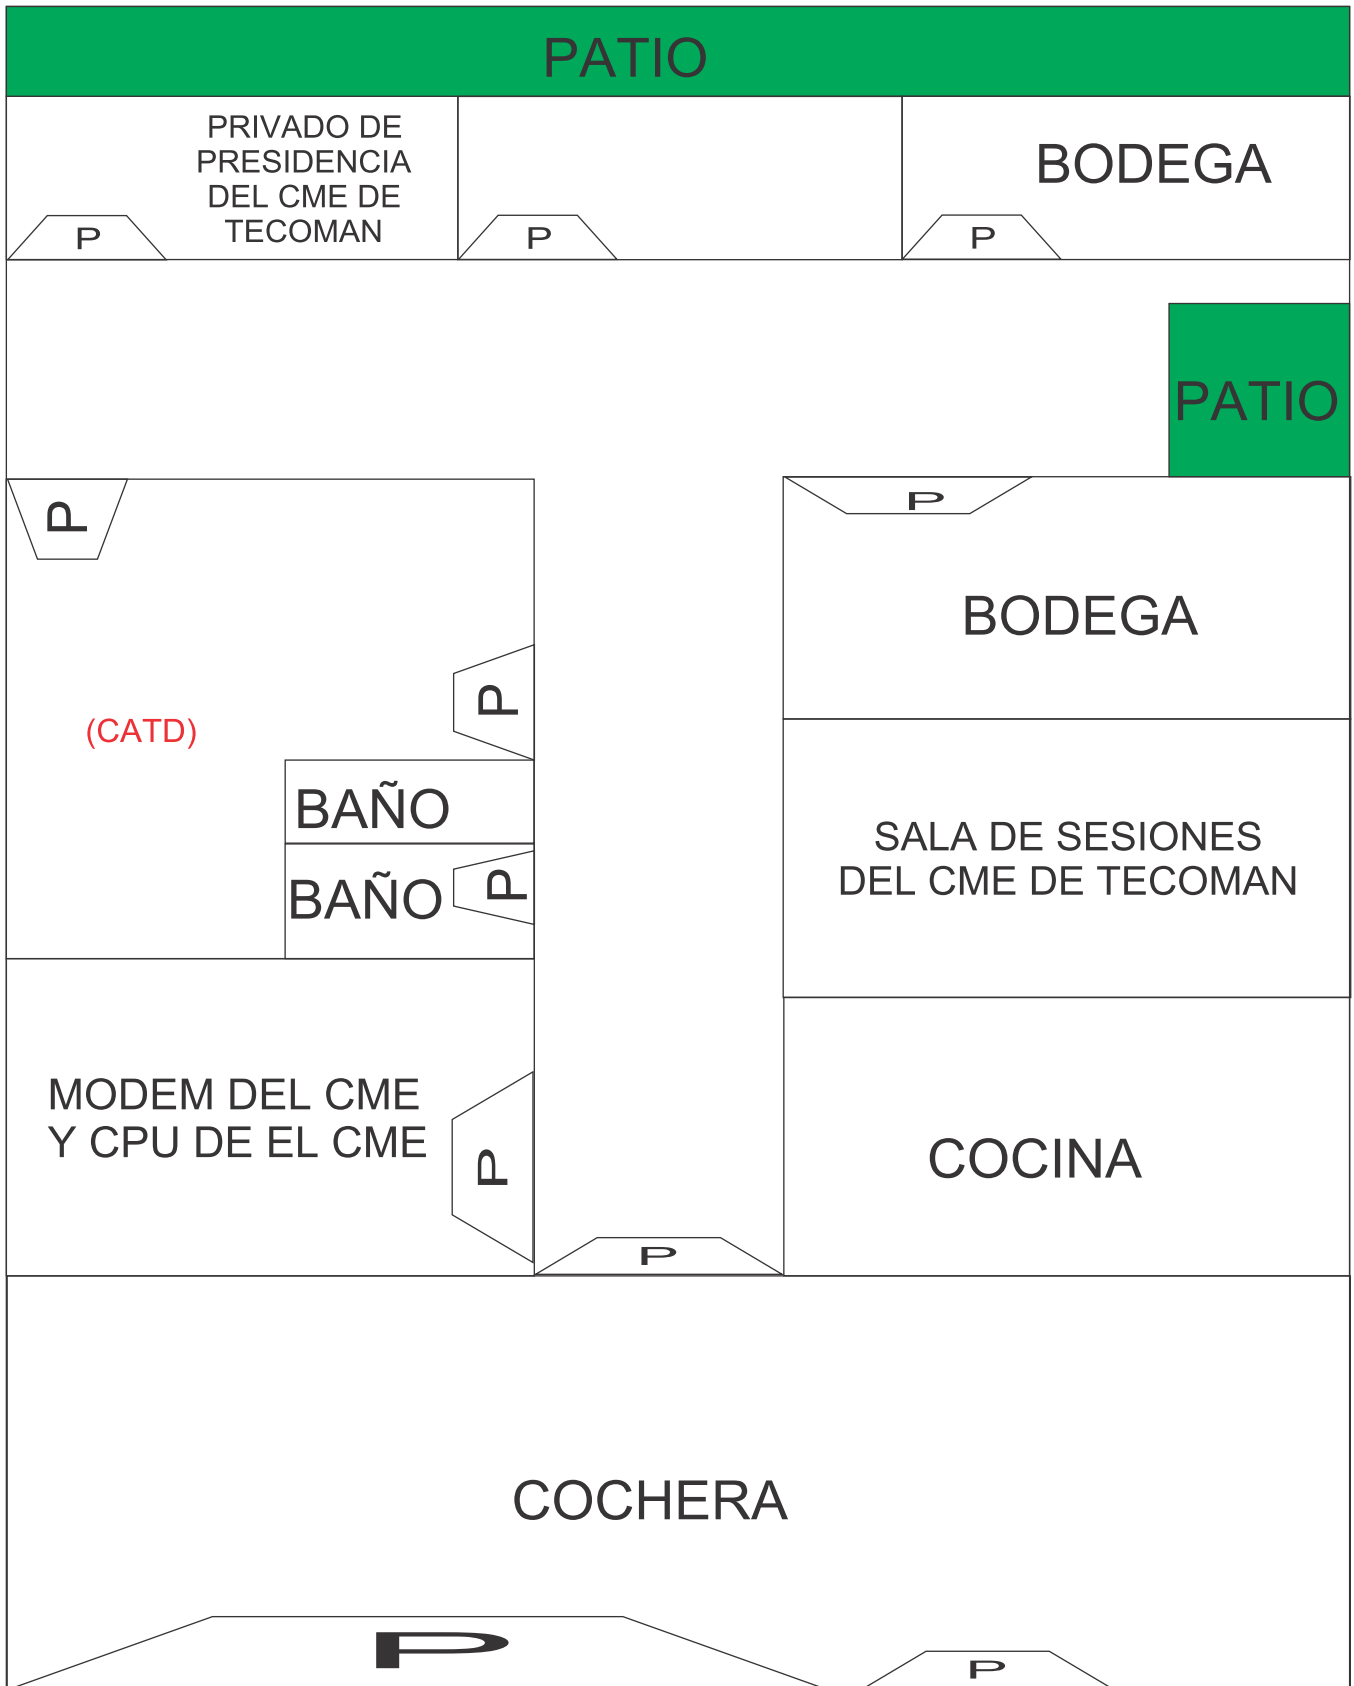 PATIO
PRIVADO DE
PRESIDENCIA
DEL CME DE
TECOMAN
P
P
BODEGA
P
PATIO
P
P
BODEGA
P
(CATD)
BAÑO
BAÑO
P
SALA DE SESIONES
DEL CME DE TECOMAN
MODEM DEL CME
Y CPU DE EL CME
P
COCINA
P
COCHERA
P
P